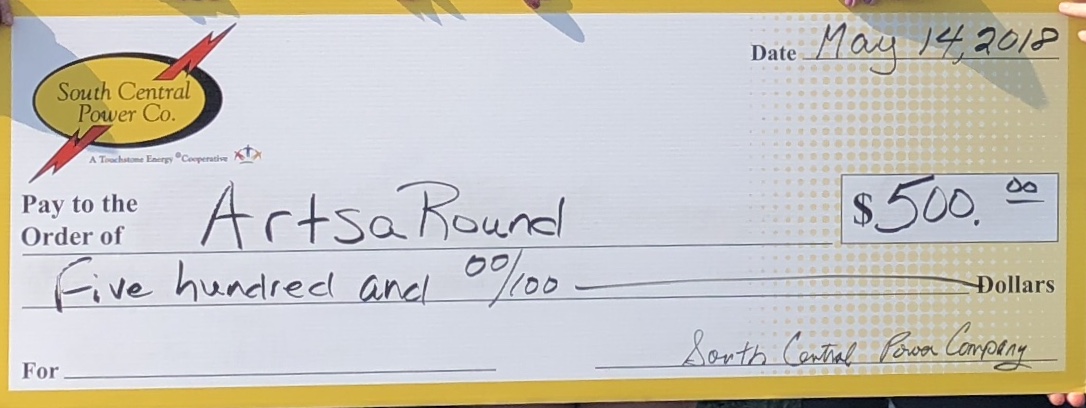 Date May 14, 2018
South Central
Power Co.
A Touchstone Energy® Cooperative
Pay to the
Order of ArtsaRound
$500.00
Five hundred and 00/100 Dollars
For
South Central Power Company